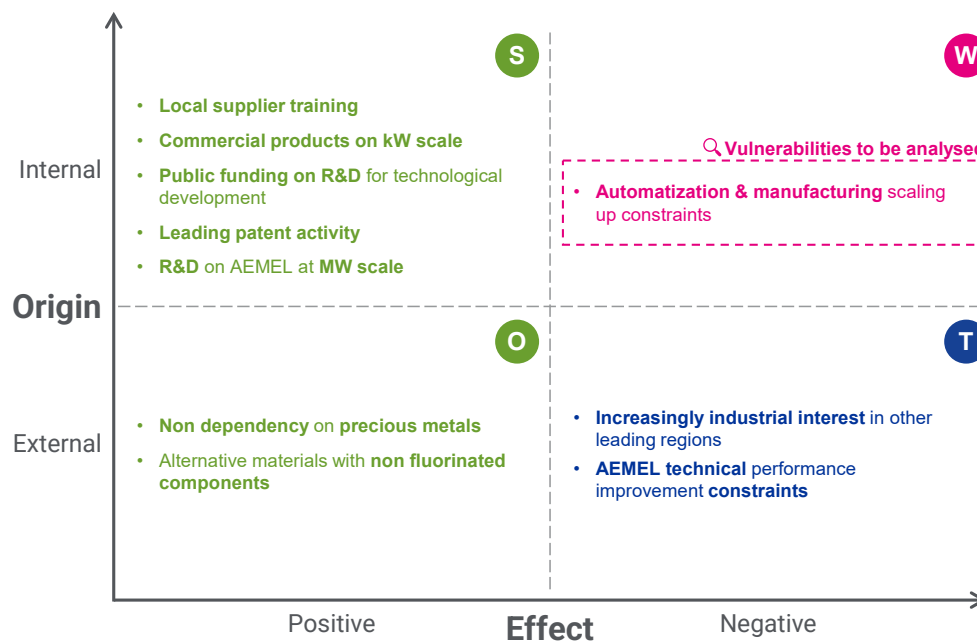 S
W
• Local supplier training
• Commercial products on kW scale
• Public funding on R&D for technological
development
• Leading patent activity
• R&D on AEMEL at MW scale
Vulnerabilities to be analysed
• Automatization & manufacturing scaling
up constraints
Internal
Origin
O
T
• Non dependency on precious metals
• Alternative materials with non fluorinated
components
• Increasingly industrial interest in other
leading regions
• AEMEL technical performance
improvement constraints
External
Positive
Effect
Negative